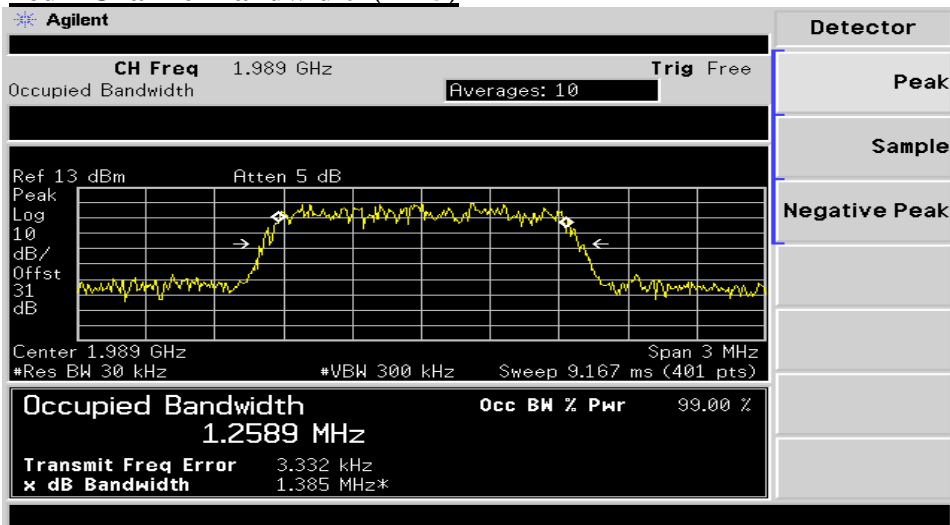 Agilent
Detector
CH Freq 1.989 GHz Trig Free
Occupied Bandwidth Averages: 10
Peak
Sample
Negative Peak
Ref 13 dBm Atten 5 dB
Peak
Log
10
dB/
Offst
31
dB
Center 1.989 GHz Span 3 MHz
#Res BW 30 kHz #VBW 300 kHz Sweep 9.167 ms (401 pts)
Occupied Bandwidth Occ BW % Pwr 99.00 %
1.2589 MHz
Transmit Freq Error 3.332 kHz
x dB Bandwidth 1.385 MHz*